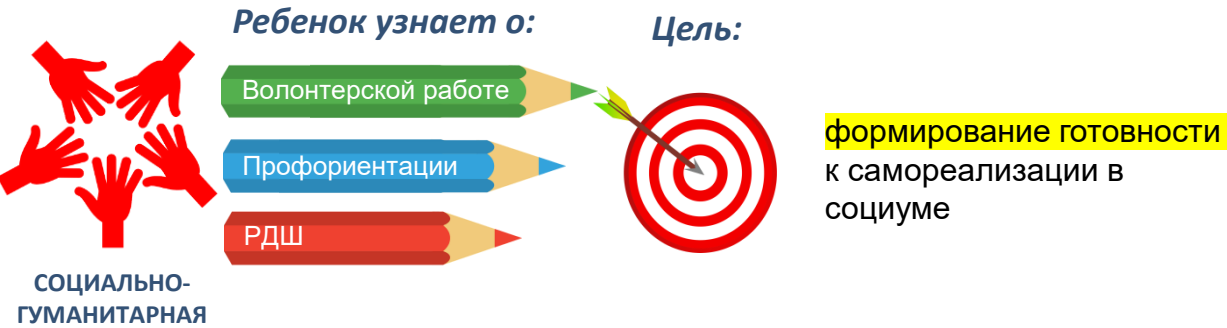 Ребенок узнает о:
Цель:
Волонтерской работе
Профориентации
РДШ
формирование готовности
к самореализации в
социуме
СОЦИАЛЬНО-
ГУМАНИТАРНАЯ